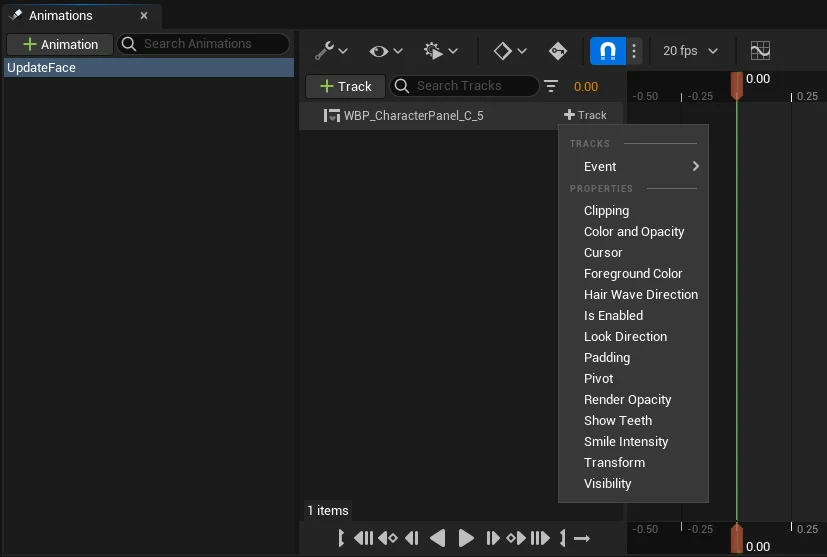 Animations
Animation
Search Animations
UpdateFace
20 fps
Track
Search Tracks
0.00
WBP_CharacterPanel_C_5
Track
0.00
-0.50
-0.25
0.25
TRACKS
Event
PROPERTIES
Clipping
Color and Opacity
Cursor
Foreground Color
Hair Wave Direction
Is Enabled
Look Direction
Padding
Pivot
Render Opacity
Show Teeth
Smile Intensity
Transform
Visibility
1 items
-0.50
-0.25
0.25
0.00